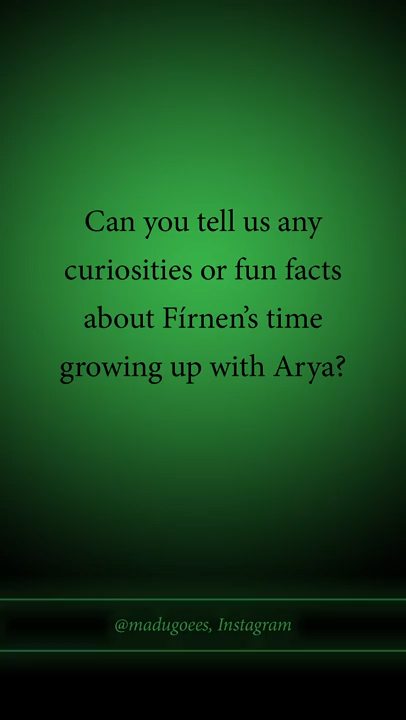 Can you tell us any
curiosities or fun facts
about Fírnen’s time
growing up with Arya?
@madugoees, Instagram